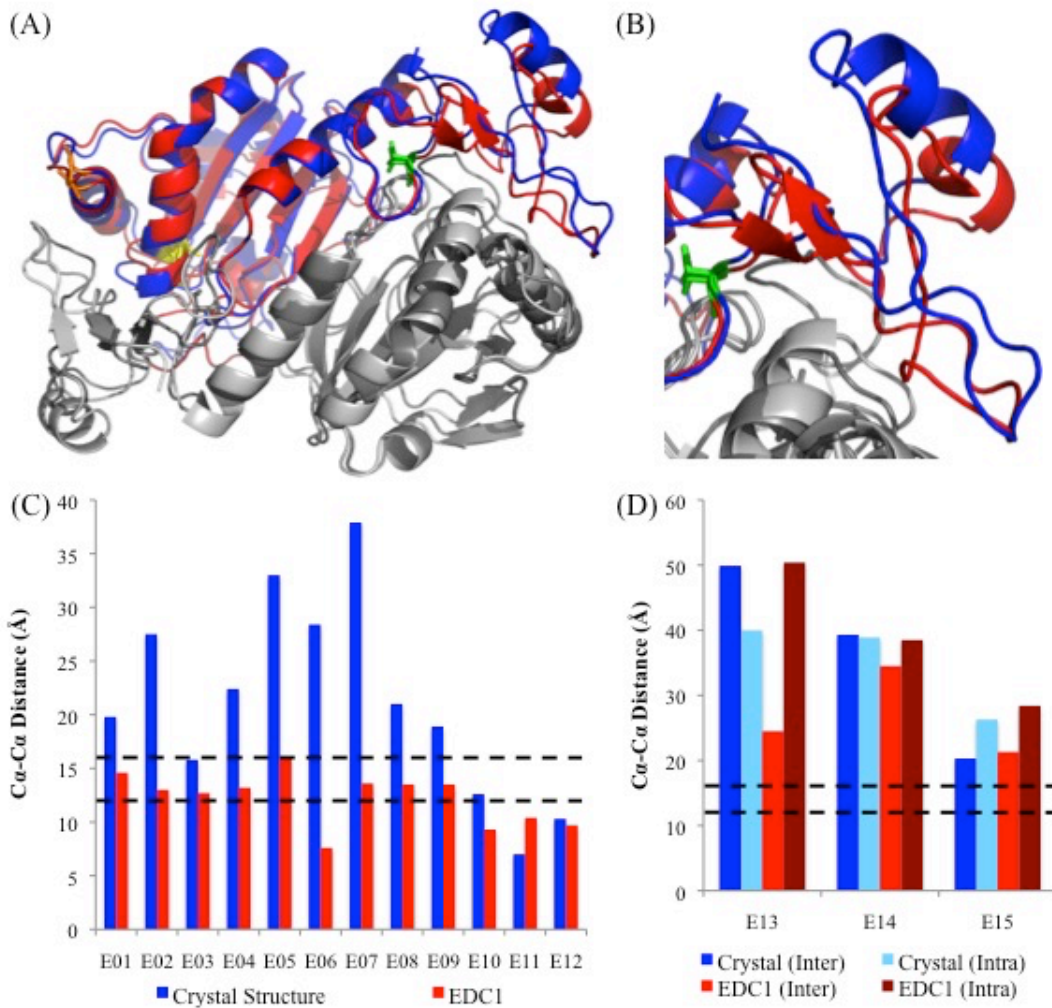 (A)
(B)
(C)
Cα-Cα Distance (Å)
40
35
30
25
20
15
10
5
0
E01 E02 E03 E04 E05 E06 E07 E08 E09 E10 E11 E12
Crystal Structure EDC1
(D)
Cα-Cα Distance (Å)
60
50
40
30
20
10
0
E13 E14 E15
Crystal (Inter) Crystal (Intra)
EDC1 (Inter) EDC1 (Intra)